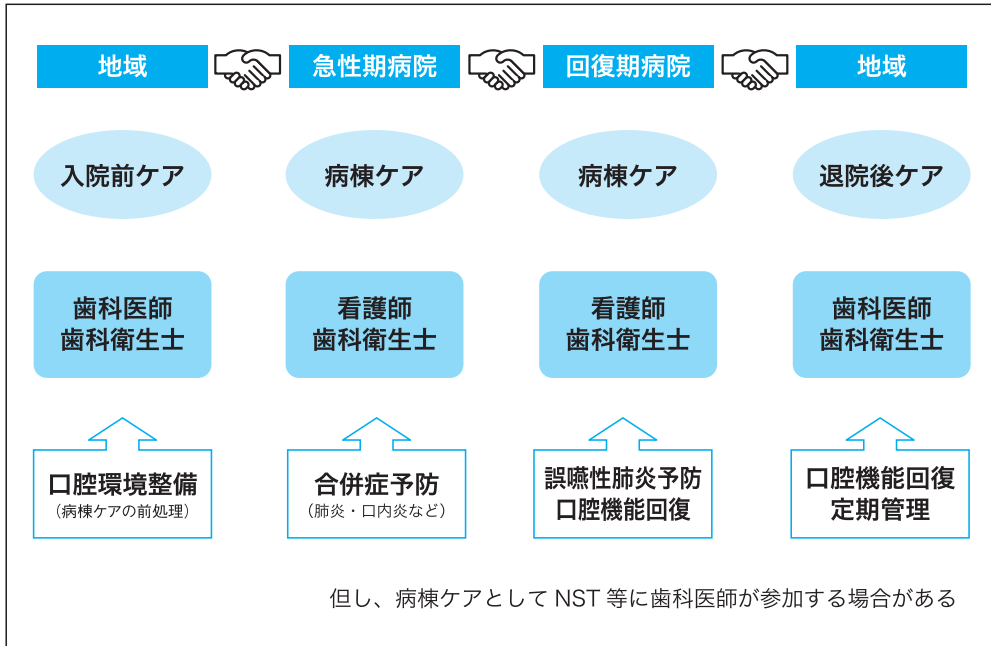 地域
急性期病院
回復期病院
地域
入院前ケア
病棟ケア
病棟ケア
退院後ケア
歯科医師
歯科衛生士
看護師
歯科衛生士
看護師
歯科衛生士
歯科医師
歯科衛生士
口腔環境整備
(病棟ケアの前処理)
合併症予防
(肺炎・口内炎など)
誤嚥性肺炎予防
口腔機能回復
口腔機能回復
定期管理
但し、病棟ケアとして NST 等に歯科医師が参加する場合がある